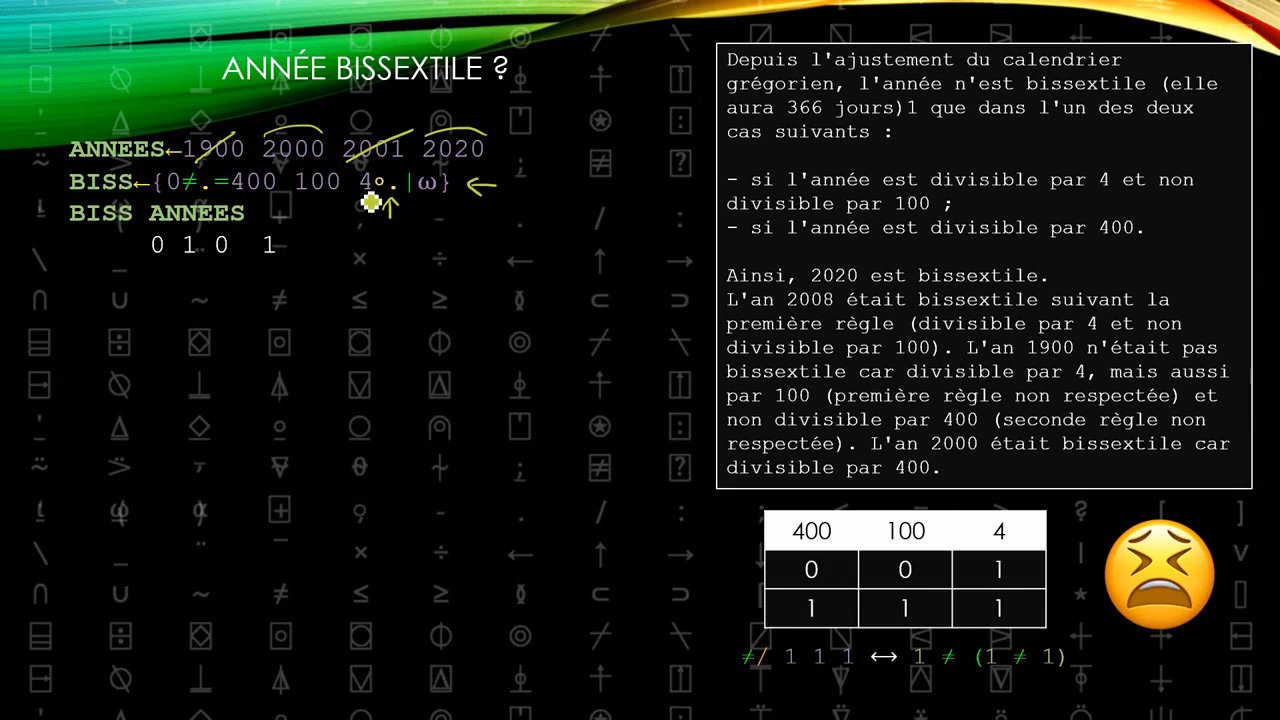 ANNÉE BISSEXTILE ?
ANNEES←1900 2000 2001 2020
BISS←{0≠.=400 100 4∘.|ω}
BISS ANNEES
0 1 0 1
Depuis l'ajustement du calendrier
grégorien, l'année n'est bissextile (elle
aura 366 jours)1 que dans l'un des deux
cas suivants :
- si l'année est divisible par 4 et non
divisible par 100 ;
- si l'année est divisible par 400.
Ainsi, 2020 est bissextile.
L'an 2008 était bissextile suivant la
première règle (divisible par 4 et non
divisible par 100). L'an 1900 n'était pas
bissextile car divisible par 4, mais aussi
par 100 (première règle non respectée) et
non divisible par 400 (seconde règle non
respectée). L'an 2000 était bissextile car
divisible par 400.
400 100 4
0 0 1
1 1 1
≠/ 1 1 1 ⟷ 1 ≠ (1 ≠ 1)